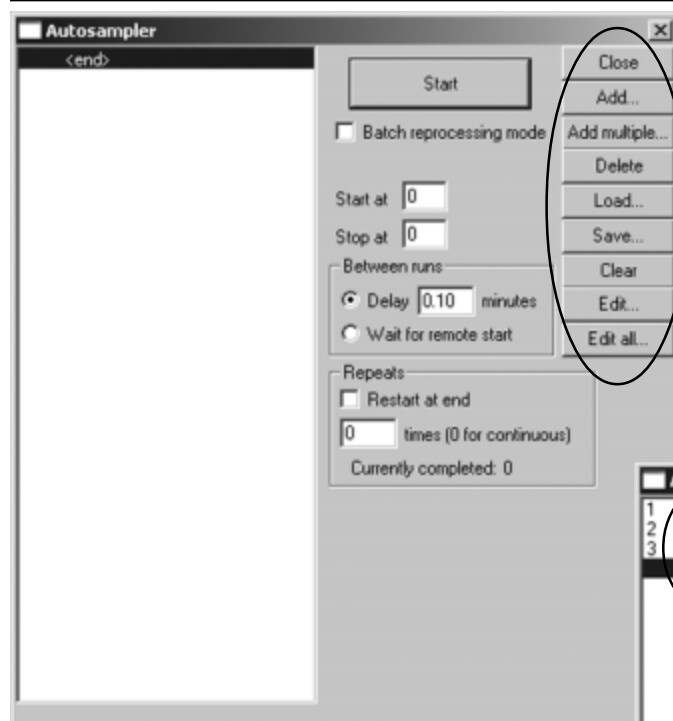 Autosampler
<end>
Start
Batch reprocessing mode
Start at 0
Stop at 0
Between runs
Delay 0.10 minutes
Wait for remote start
Repeats
Restart at end
0 times (0 for continuous)
Currently completed: 0
Close
Add...
Add multiple...
Delete
Load...
Save...
Clear
Edit...
Edit all...
1
2
3